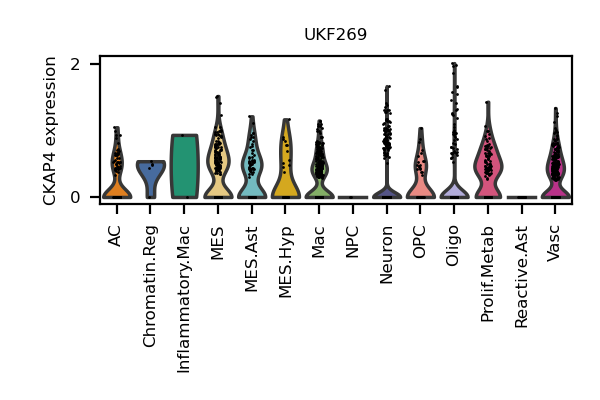 UKF269
CKAP4 expression
2
0
AC
Chromatin.Reg
Inflammatory.Mac
MES
MES.Ast
MES.Hyp
Mac
NPC
Neuron
OPC
Oligo
Prolif.Metab
Reactive.Ast
Vasc